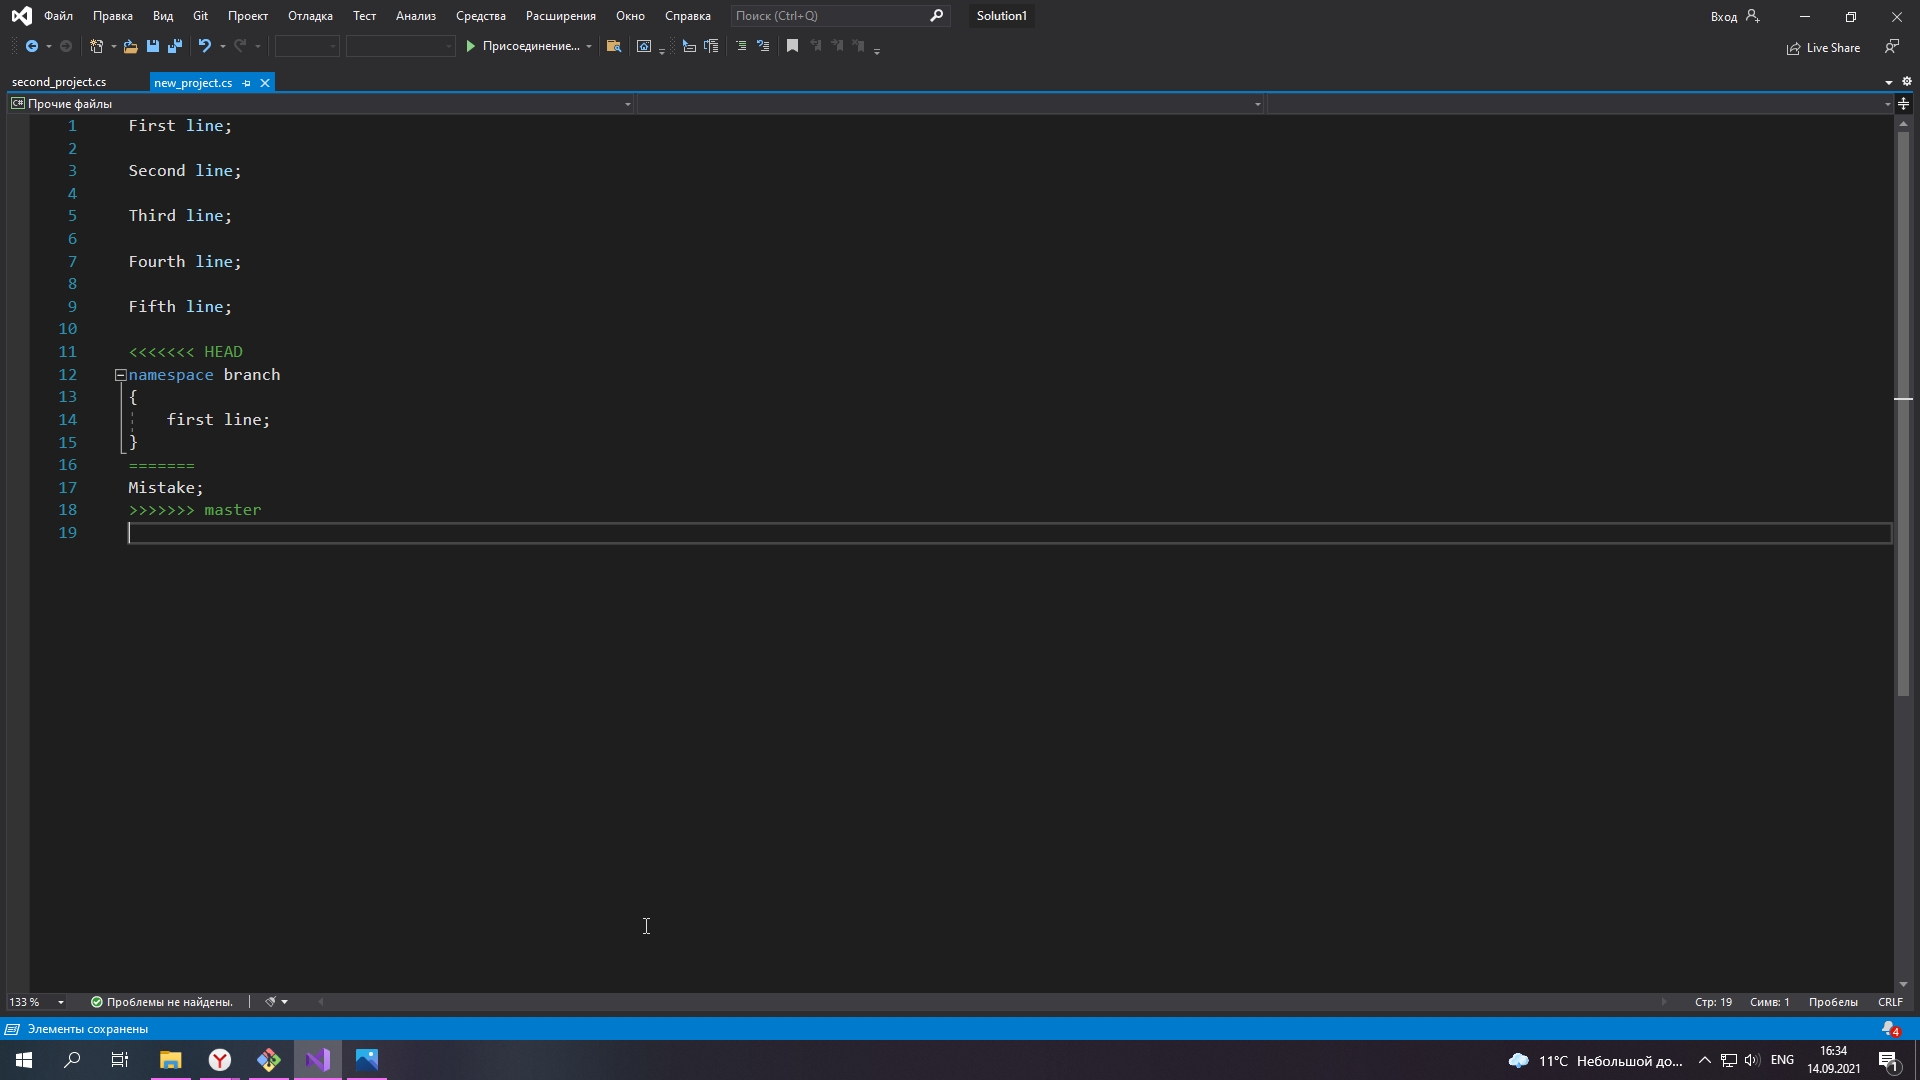 Файл Правка Вид Git Проект Отладка Тест Анализ Средства Расширения Окно Справка Поиск (Ctrl+Q) Solution1 Вход
Присоединение... Live Share
second_project.cs new_project.cs
C# Прочие файлы
1 First line;
2
3 Second line;
4
5 Third line;
6
7 Fourth line;
8
9 Fifth line;
10
11 <<<<<<< HEAD
12 namespace branch
13 {
14 first line;
15 }
16 =======
17 Mistake;
18 >>>>>>> master
19
133 % Проблемы не найдены. Стр: 19 Симв: 1 Пробелы CRLF
Элементы сохранены 4
11°C Небольшой до... ENG 16:34 1
14.09.2021